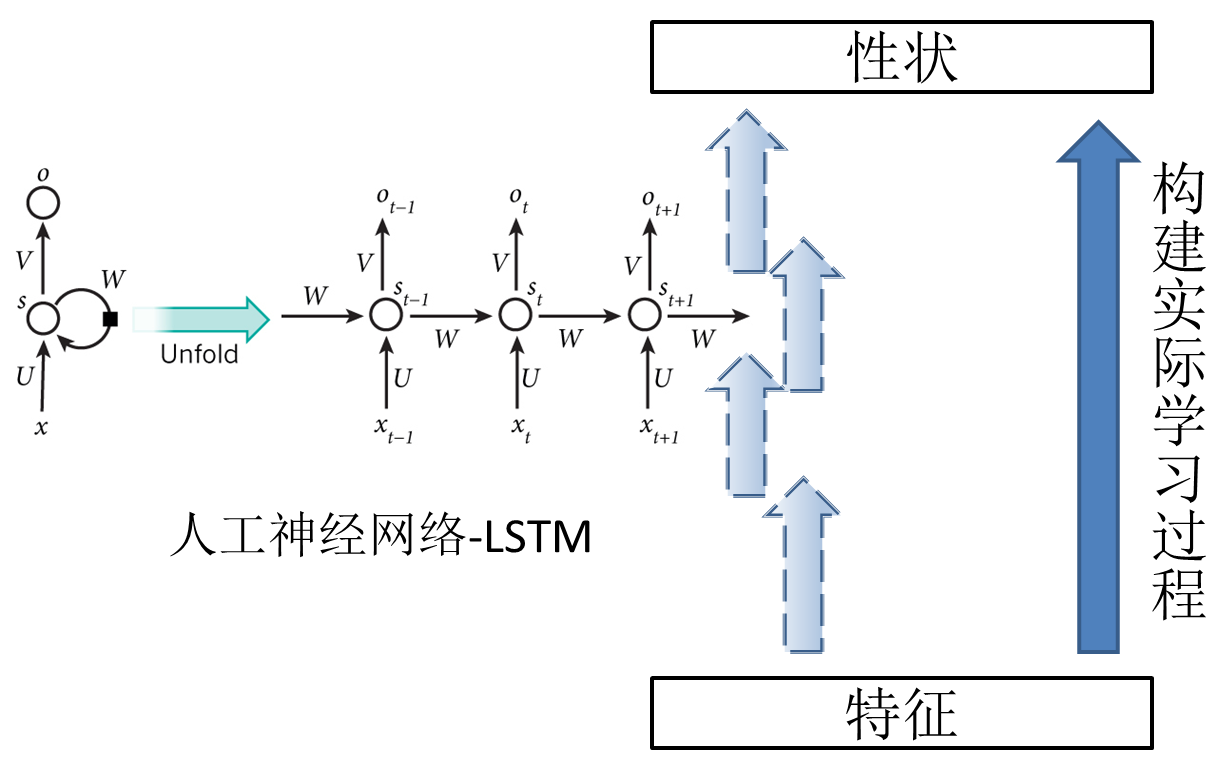 性状
o
V
s
W
U
x
Unfold
o_{t-1} o_t o_{t+1}
V V V
W s_{t-1} s_t s_{t+1}
W W W
U U U
x_{t-1} x_t x_{t+1}
人工神经网络-LSTM
构建实际学习过程
特征